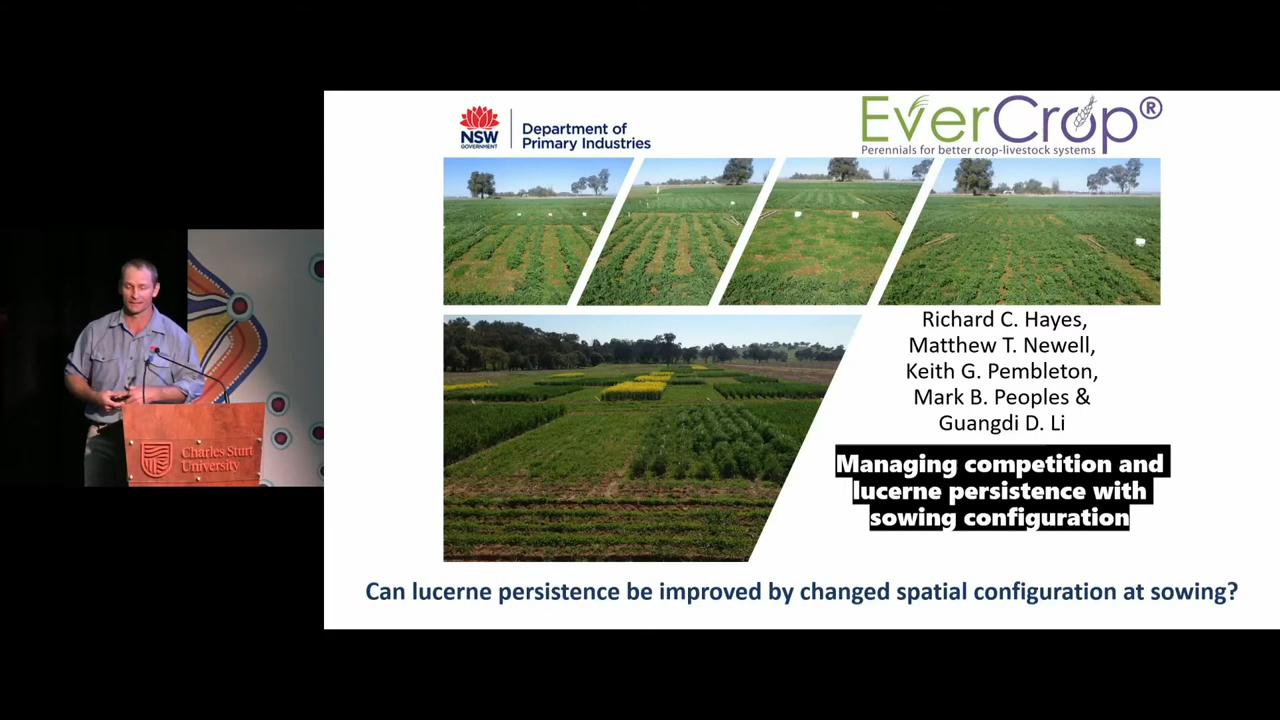 NSW
GOVERNMENT
Department of
Primary Industries
EverCrop®
Perennials for better crop-livestock systems
Richard C. Hayes,
Matthew T. Newell,
Keith G. Pembleton,
Mark B. Peoples &
Guangdi D. Li
Managing competition and
lucerne persistence with
sowing configuration
Can lucerne persistence be improved by changed spatial configuration at sowing?
Charles Sturt
University